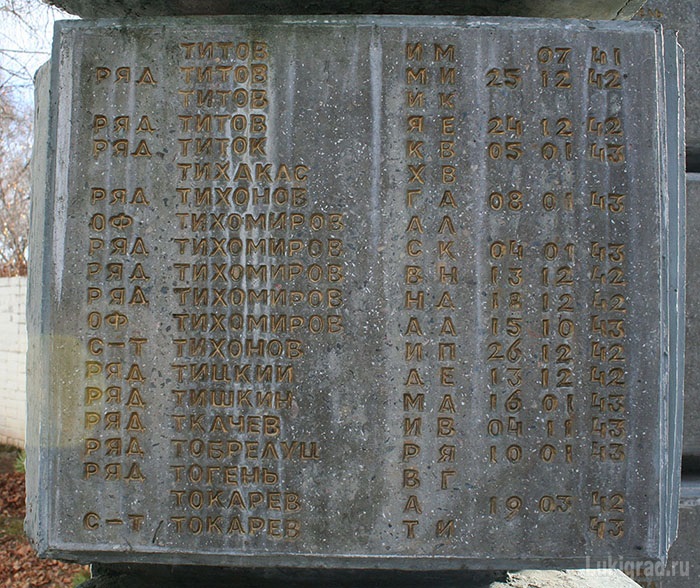 ТИТОВ И М 07 41
РЯД ТИТОВ М И 25 12 42
ТИТОВ И К
РЯД ТИТОВ Я Е 24 12 42
РЯД ТИТОК К В 05 01 43
ТИХАКАС Х В
РЯД ТИХОНОВ Г А 08 01 43
ОФ ТИХОМИРОВ А Л
РЯД ТИХОМИРОВ С К 04 01 43
РЯД ТИХОМИРОВ В Н 13 12 42
РЯД ТИХОМИРОВ Н Д 18 12 42
ОФ ТИХОМИРОВ А Д 15 10 43
С-Т ТИХОНОВ И П 26 12 42
РЯД ТИЦКИЙ Д Е 13 12 42
РЯД ТИШКИН М А 16 01 43
РЯД ТКАЧЕВ И В 04 11 43
РЯД ТОБРЕЛУЦ Р Я 10 01 43
РЯД ТОГЕНЬ В Г
ТОКАРЕВ А 19 03 42
С-Т ТОКАРЕВ Т И 43
Lukigrad.ru